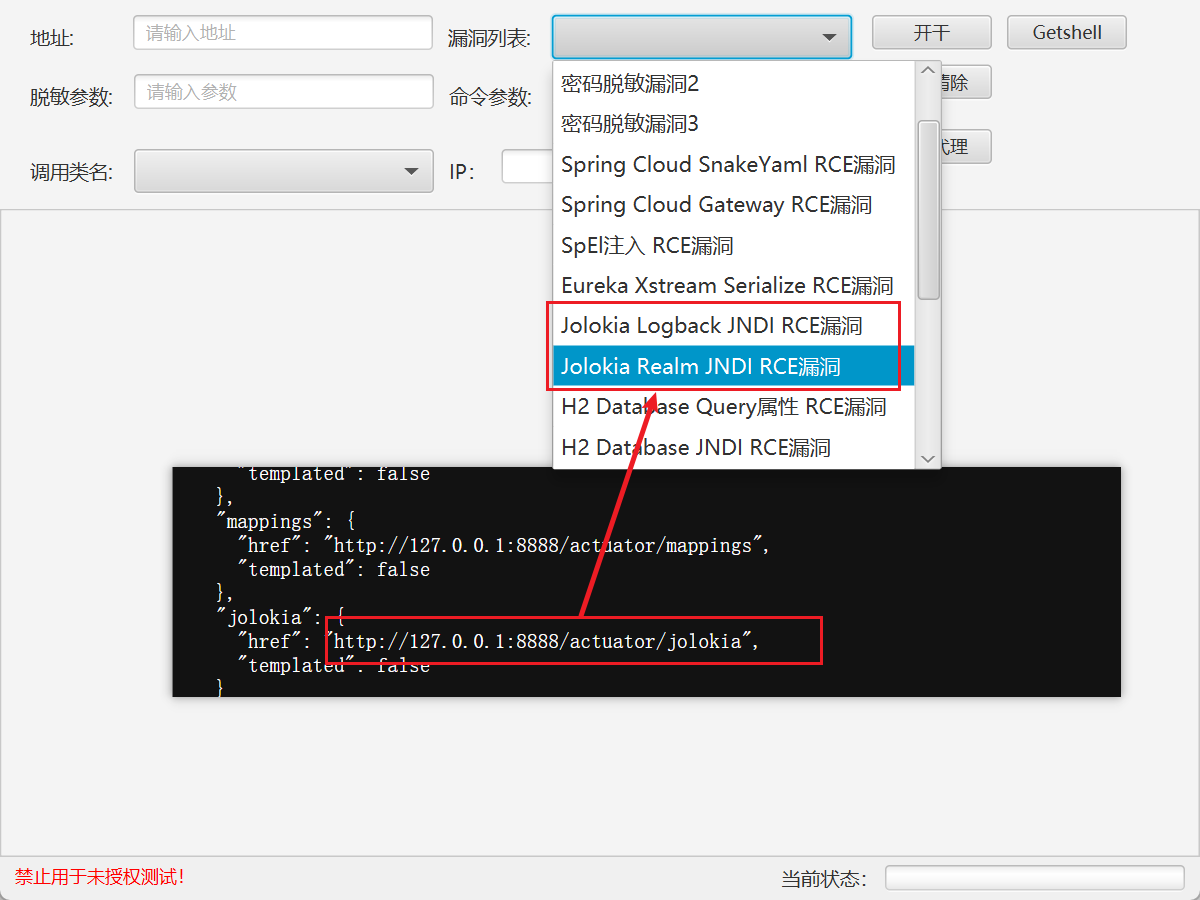 地址: 请输入地址 漏洞列表: 开干 Getshell
脱敏参数: 请输入参数 命令参数: 除
调用类名: IP: 代理
密码脱敏漏洞2
密码脱敏漏洞3
Spring Cloud SnakeYaml RCE漏洞
Spring Cloud Gateway RCE漏洞
SpEl注入 RCE漏洞
Eureka Xstream Serialize RCE漏洞
Jolokia Logback JNDI RCE漏洞
Jolokia Realm JNDI RCE漏洞
H2 Database Query属性 RCE漏洞
H2 Database JNDI RCE漏洞
"templated": false
},
"mappings": {
"href": "http://127.0.0.1:8888/actuator/mappings",
"templated": false
},
"jolokia": {
"href": "http://127.0.0.1:8888/actuator/jolokia",
"templated": false
}
禁止用于未授权测试! 当前状态: